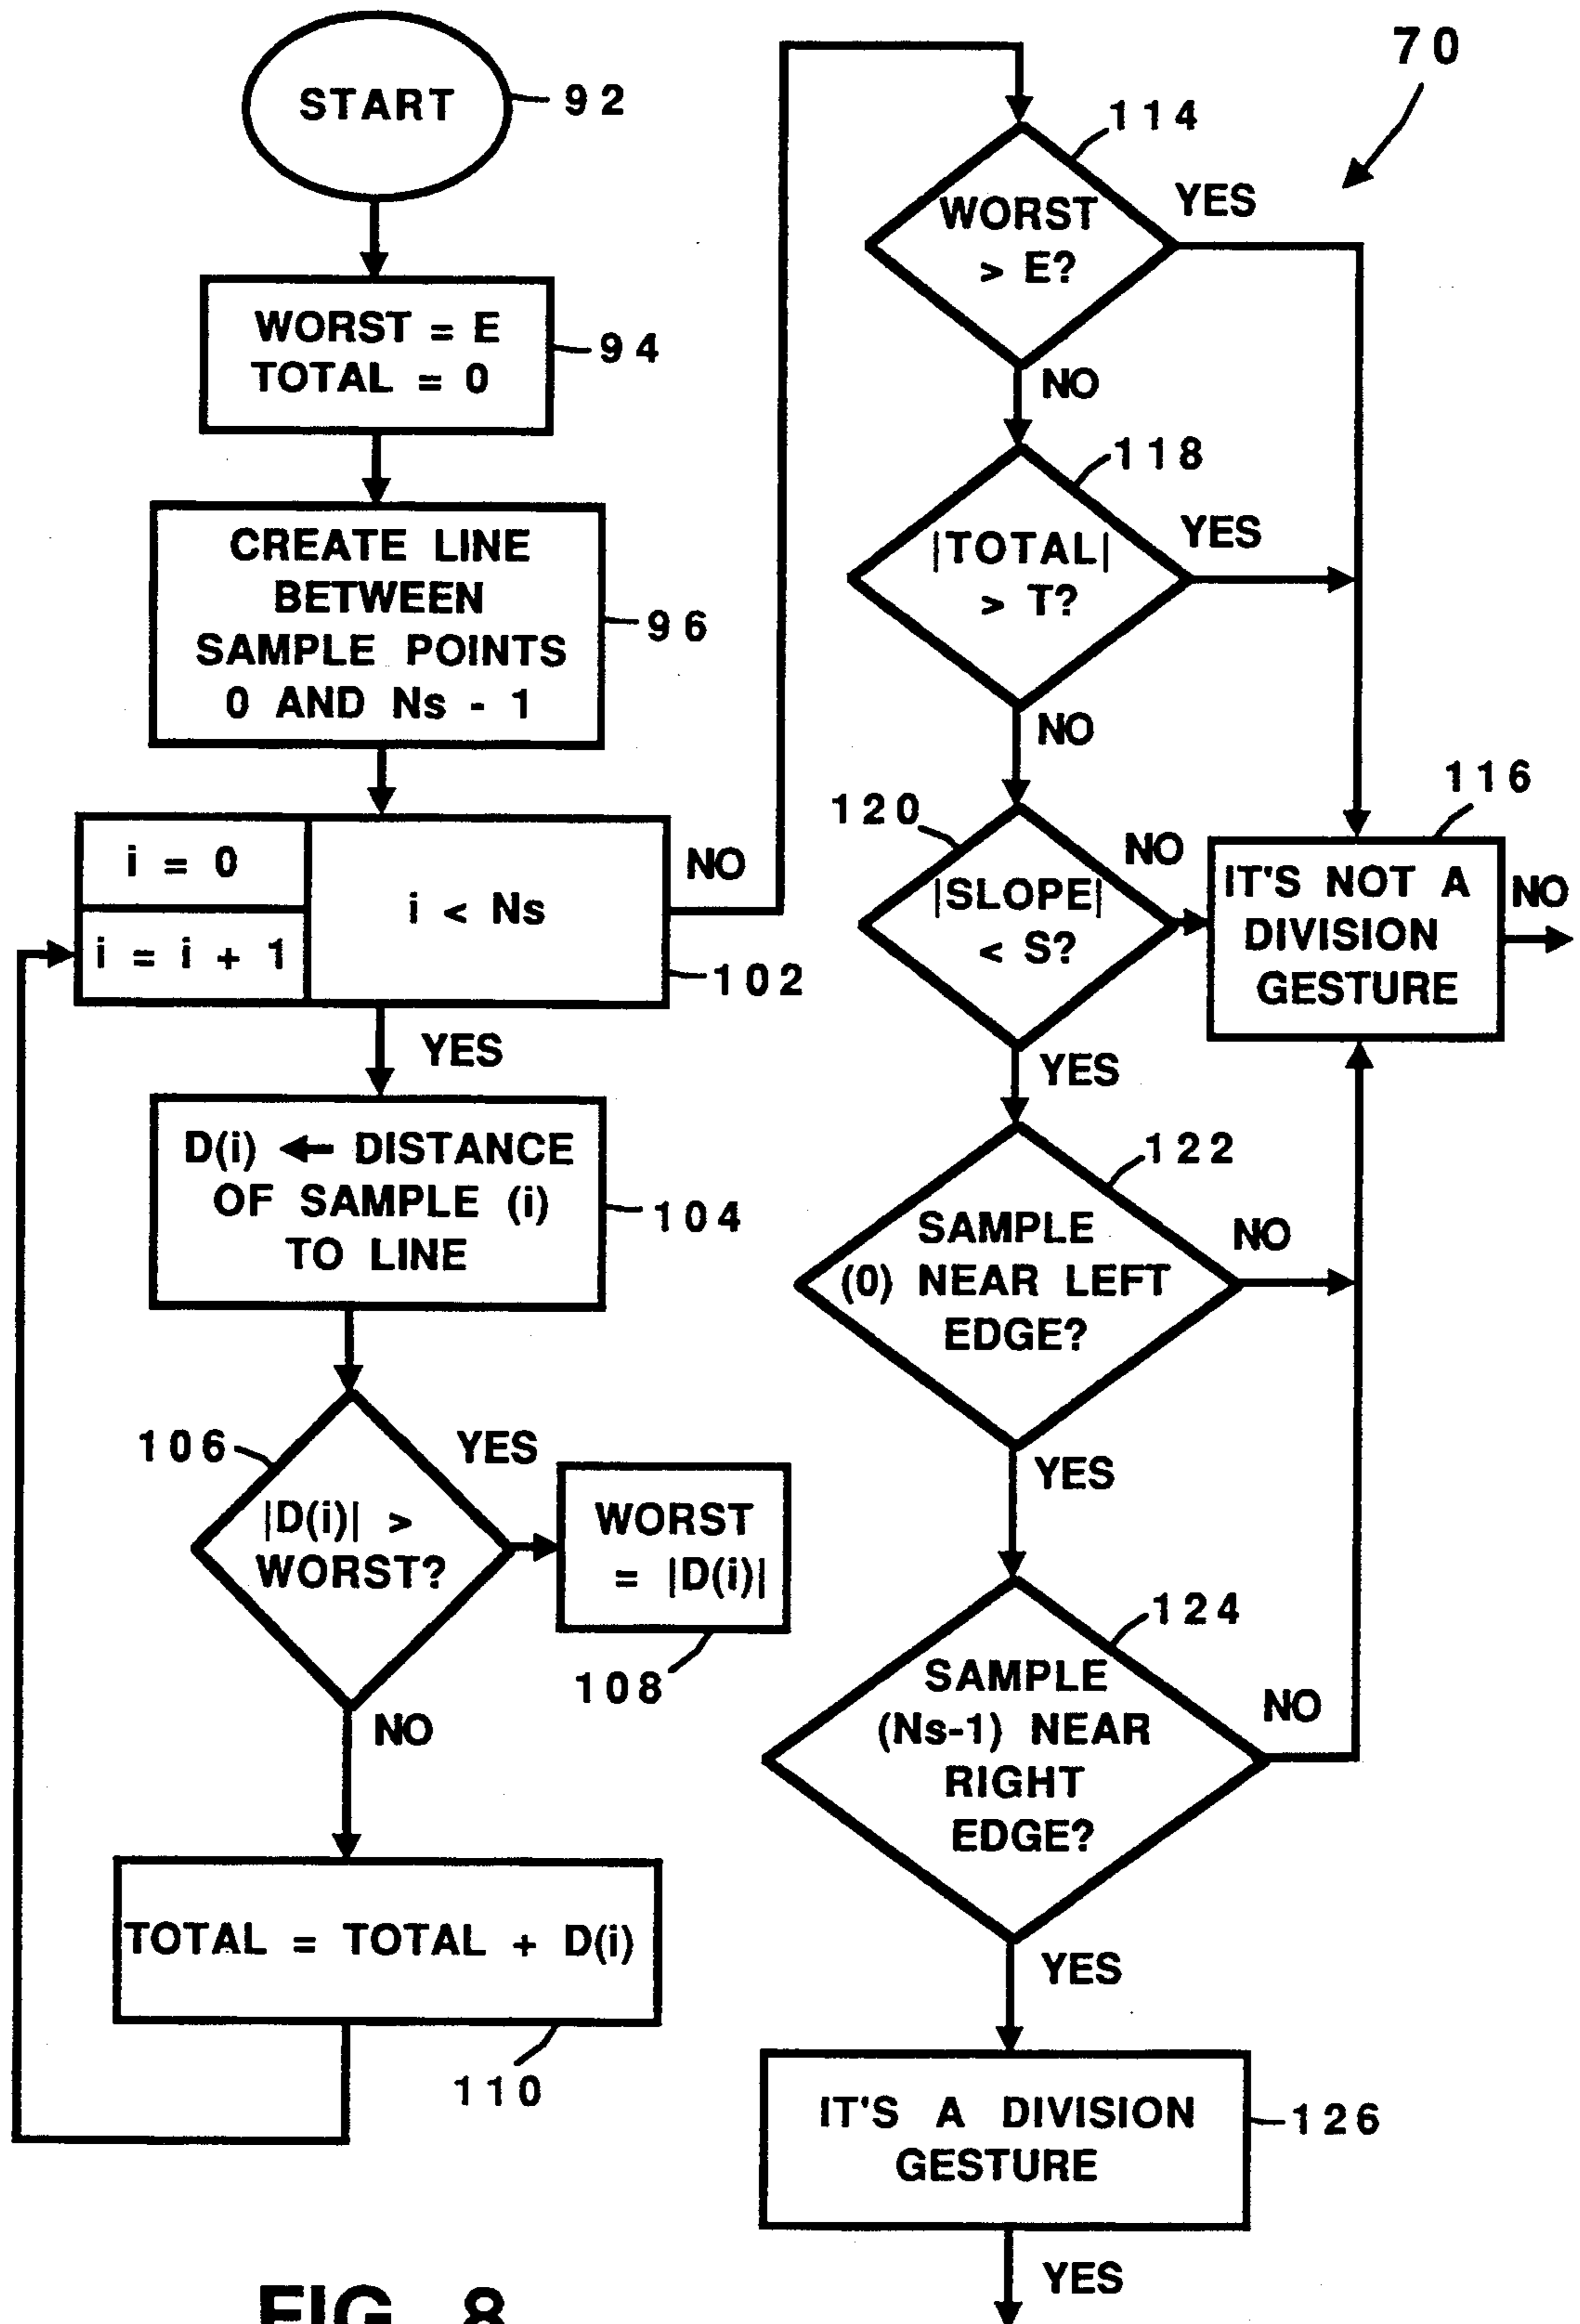 START
92
WORST = E
TOTAL = 0
94
CREATE LINE
BETWEEN
SAMPLE POINTS
0 AND Ns - 1
96
i = 0
i = i + 1
i < Ns
NO
102
YES
D(i) ← DISTANCE
OF SAMPLE (i)
TO LINE
104
106
|D(i)| >
WORST?
YES
WORST
= |D(i)|
108
NO
TOTAL = TOTAL + D(i)
110
70
114
WORST
> E?
YES
NO
118
|TOTAL|
> T?
YES
NO
120
|SLOPE|
< S?
NO
116
IT'S NOT A
DIVISION
GESTURE
NO
YES
122
SAMPLE
(0) NEAR LEFT
EDGE?
NO
YES
124
SAMPLE
(Ns-1) NEAR
RIGHT
EDGE?
NO
YES
IT'S A DIVISION
GESTURE
126
YES
FIG. 8